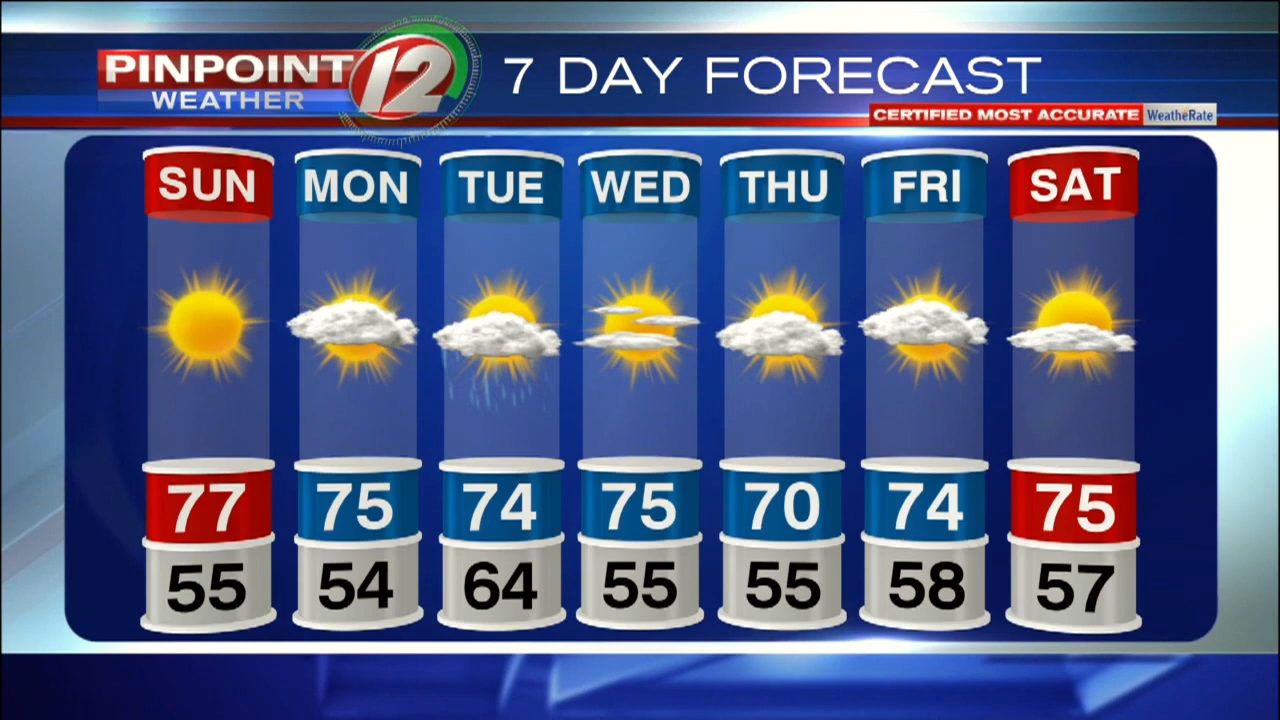 PINPOINT 12
WEATHER
7 DAY FORECAST
CERTIFIED MOST ACCURATE WeatheRate
SUN MON TUE WED THU FRI SAT
77 75 74 75 70 74 75
55 54 64 55 55 58 57